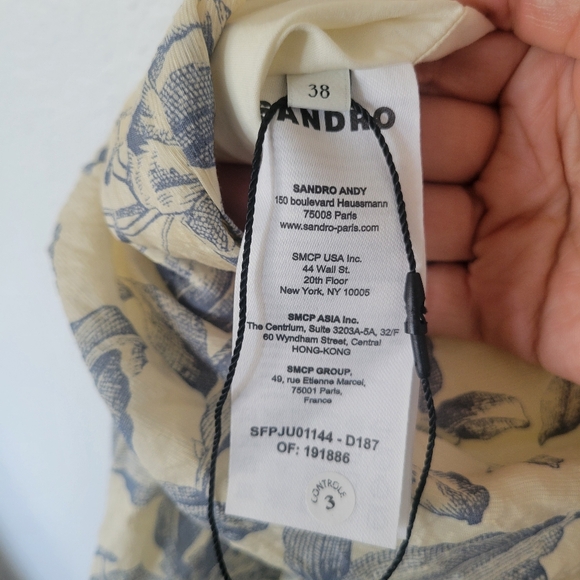 38
SANDRO
SANDRO ANDY
150 boulevard Haussmann
75008 Paris
www.sandro-paris.com
SMCP USA Inc.
44 Wall St.
20th Floor
New York, NY 10005
SMCP ASIA Inc.
The Centrium, Suite 3203A-5A, 32/F
60 Wyndham Street, Central
HONG-KONG
SMCP GROUP,
49, rue Etienne Marcel,
75001 Paris,
France
SFPJU01144 - D187
OF: 191886
CONTROLE
3